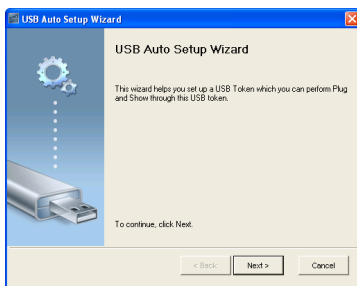 USB Auto Setup Wizard
USB Auto Setup Wizard
This wizard helps you set up a USB Token which you can perform Plug
and Show through this USB token.
To continue, click Next.
< Back
Next >
Cancel